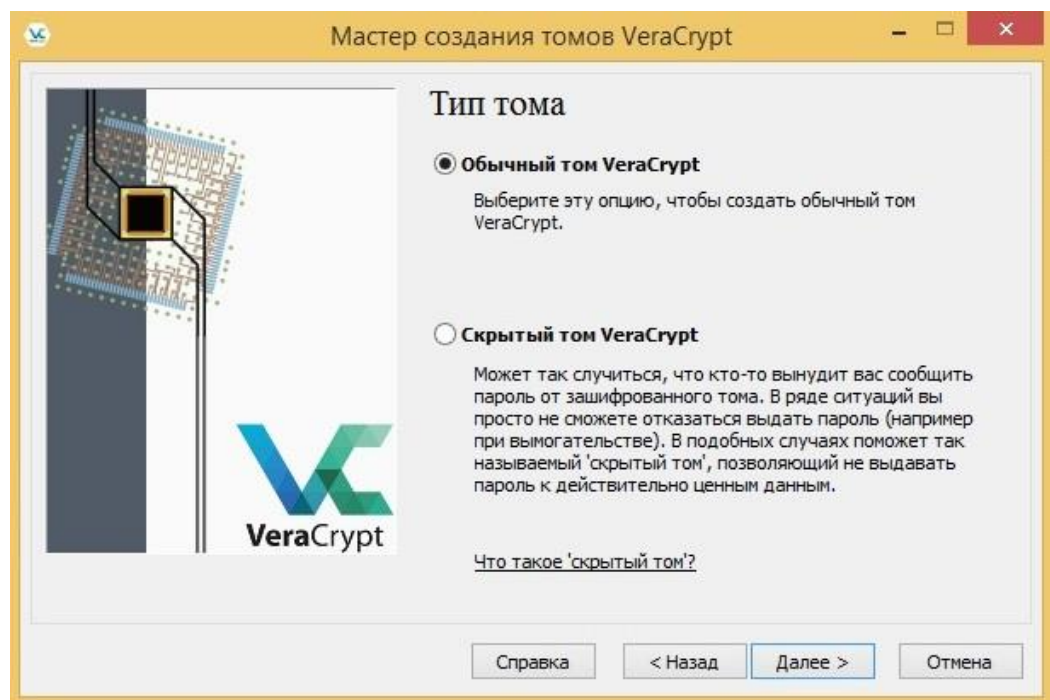 Мастер создания томов VeraCrypt
Тип тома
Обычный том VeraCrypt
Выберите эту опцию, чтобы создать обычный том
VeraCrypt.
Скрытый том VeraCrypt
Может так случиться, что кто-то вынудит вас сообщить
пароль от зашифрованного тома. В ряде ситуаций вы
просто не сможете отказаться выдать пароль (например
при вымогательстве). В подобных случаях поможет так
называемый 'скрытый том', позволяющий не выдавать
пароль к действительно ценным данным.
VeraCrypt
Что такое 'скрытый том'?
Справка
< Назад
Далее >
Отмена